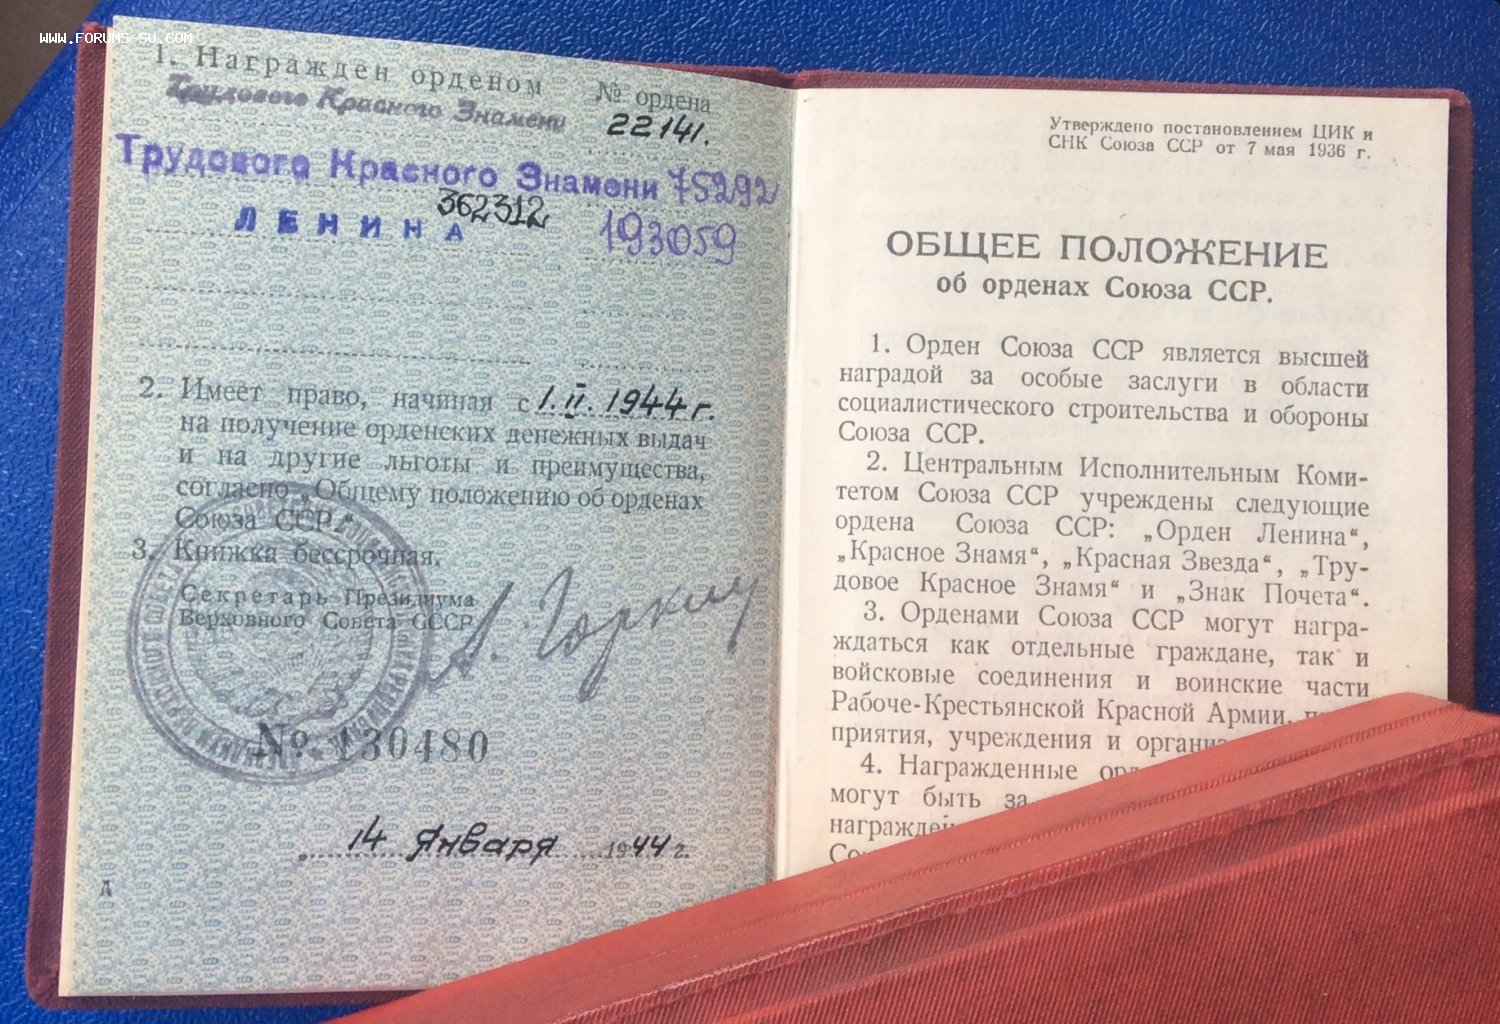 WWW.FORUMS-SU.COM
1. Награжден орденом № ордена
Трудового Красного Знамени 22141.
Трудового Красного Знамени 75292
362312
ЛЕНИНА 193059
2. Имеет право, начиная с 1.II.1944 г.
на получение орденских денежных выдач
и на другие льготы и преимущества,
согласно „Общему положению об орденах
Союза ССР“.
3. Книжка бессрочная.
Секретарь Президиума
Верховного Совета СССР
А. Горкин
№ 130480
14 января 1944 г.
А
Утверждено постановлением ЦИК и
СНК Союза ССР от 7 мая 1936 г.
ОБЩЕЕ ПОЛОЖЕНИЕ
об орденах Союза ССР.
1. Орден Союза ССР является высшей
наградой за особые заслуги в области
социалистического строительства и обороны
Союза ССР.
2. Центральным Исполнительным Коми-
тетом Союза ССР учреждены следующие
ордена Союза ССР: „Орден Ленина“,
„Красное Знамя“, „Красная Звезда“, „Тру-
довое Красное Знамя“ и „Знак Почета“.
3. Орденами Союза ССР могут награ-
ждаться как отдельные граждане, так и
войсковые соединения и воинские части
Рабоче-Крестьянской Красной Армии,
приятия, учреждения и
4. Награжденные
могут быть за